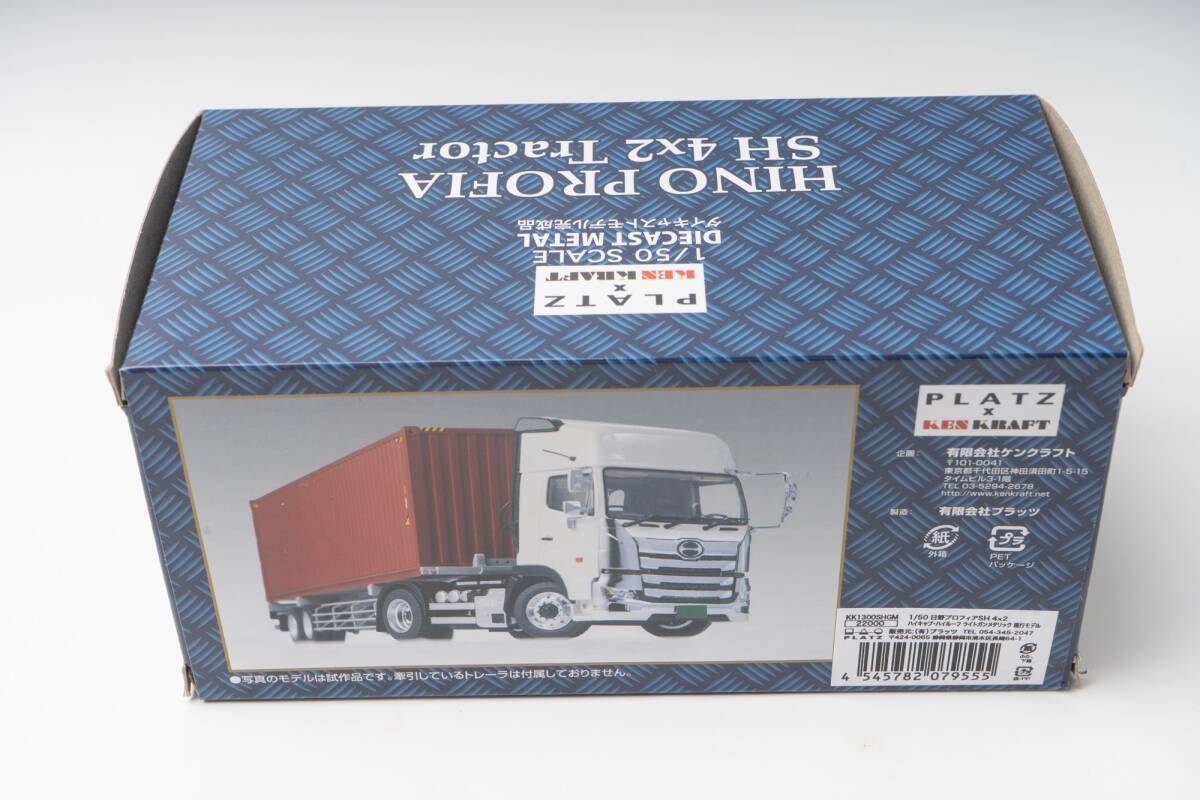 HINO PROFIA
SH 4x2 Tractor
ダイキャストモデル完成品
DIECAST METAL
1/50 SCALE
PLATZ
x
KEN KRAFT
PLATZ
x
KEN KRAFT
企画: 有限会社ケンクラフト
〒101-0041
東京都千代田区神田須田町1-5-15
タイムビル3-1階
TEL 03-5294-2678
http://www.kenkraft.net
製造: 有限会社プラッツ
紙
外箱
プラ
PET
パッケージ
KK1300SHGM
22000
1/50 日野プロフィアSH 4x2
ハイキャブ・ハイルーフ ライトガンメタリック 現行モデル
PLATZ
販売元:(有)プラッツ TEL 054-345-2047
〒424-0065 静岡県静岡市清水区長崎64-1
4 545782 079555
●写真のモデルは試作品です。牽引しているトレーラは付属しておりません。